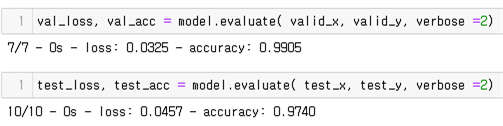 1 val_loss, val_acc = model.evaluate( valid_x, valid_y, verbose =2)
7/7 - 0s - loss: 0.0325 - accuracy: 0.9905
1 test_loss, test_acc = model.evaluate( test_x, test_y, verbose =2)
10/10 - 0s - loss: 0.0457 - accuracy: 0.9740